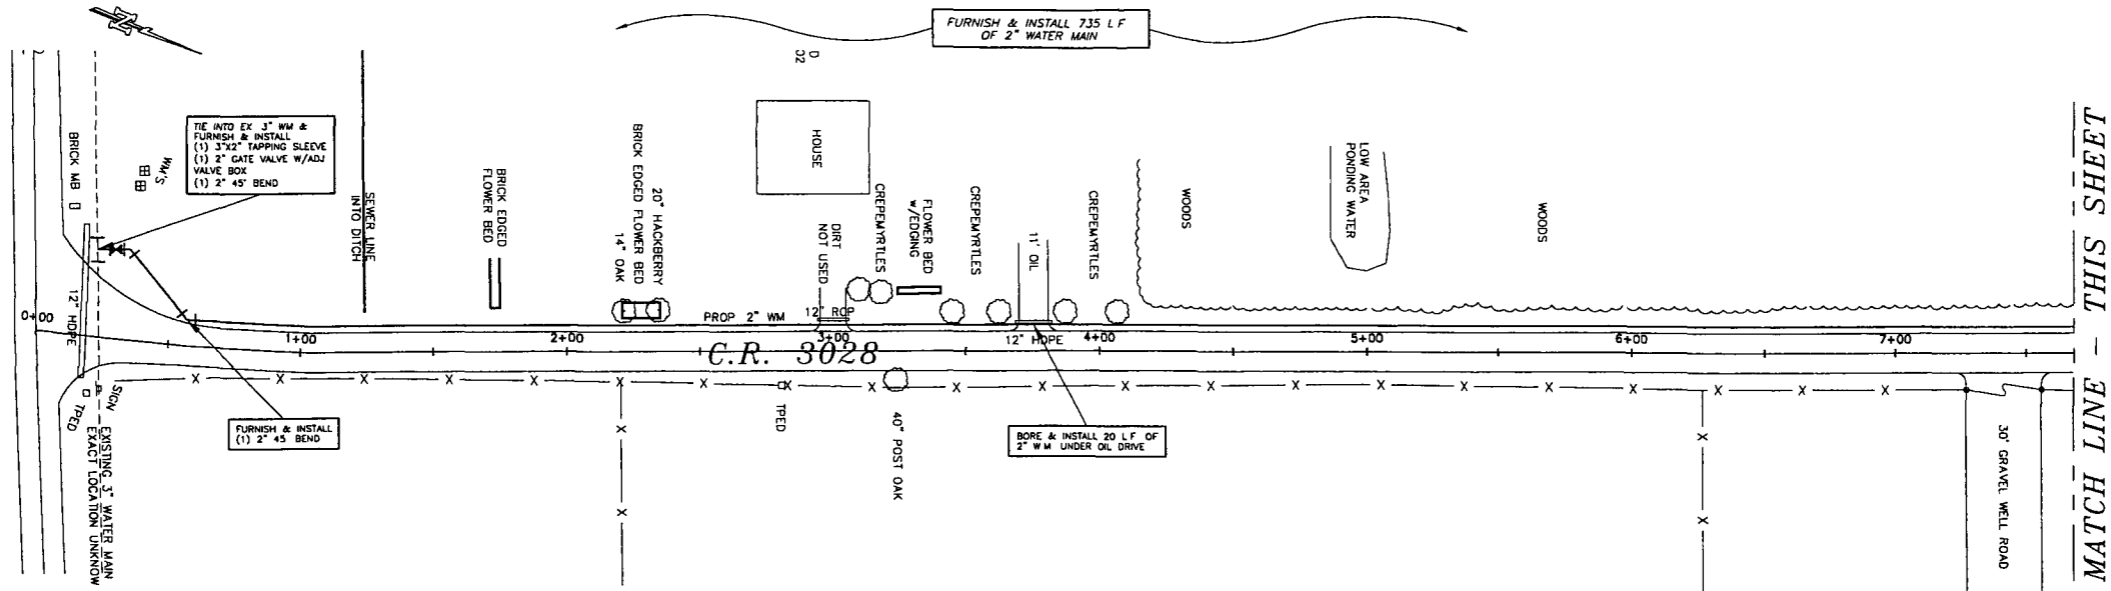 N
FURNISH & INSTALL 735 L F
OF 2" WATER MAIN
TIE INTO EX 3" WM &
FURNISH & INSTALL
(1) 3"X2" TAPPING SLEEVE
(1) 2" GATE VALVE W/ADJ
VALVE BOX
(1) 2" 45° BEND
BRICK MB
WM'S
SEWER LINE
INTO DITCH
BRICK EDGED
FLOWER BED
20" HACKBERRY
BRICK EDGED FLOWER BED
14" OAK
HOUSE
DIRT
NOT USED
CREPEMYRTLES
FLOWER BED
w/EDGING
CREPEMYRTLES
11' OIL
CREPEMYRTLES
WOODS
LOW AREA
PONDING WATER
WOODS
MATCH LINE - THIS SHEET
12" HDPE
PROP 2" WM
12" RCP
12" HDPE
0+00
1+00
2+00
3+00
4+00
5+00
6+00
7+00
C.R. 3028
SIGN
TPED
EXISTING 3" WATER MAIN
EXACT LOCATION UNKNOW
FURNISH & INSTALL
(1) 2" 45 BEND
TPED
40" POST OAK
BORE & INSTALL 20 L F OF
2" W M UNDER OIL DRIVE
30' GRAVEL WELL ROAD